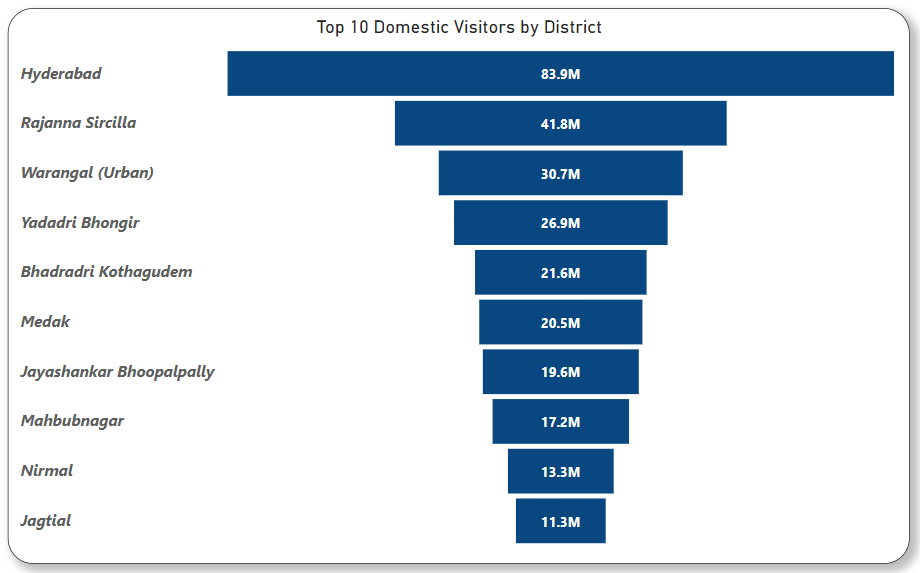 Top 10 Domestic Visitors by District
Hyderabad 83.9M
Rajanna Sircilla 41.8M
Warangal (Urban) 30.7M
Yadadri Bhongir 26.9M
Bhadradri Kothagudem 21.6M
Medak 20.5M
Jayashankar Bhoopalpally 19.6M
Mahbubnagar 17.2M
Nirmal 13.3M
Jagtial 11.3M